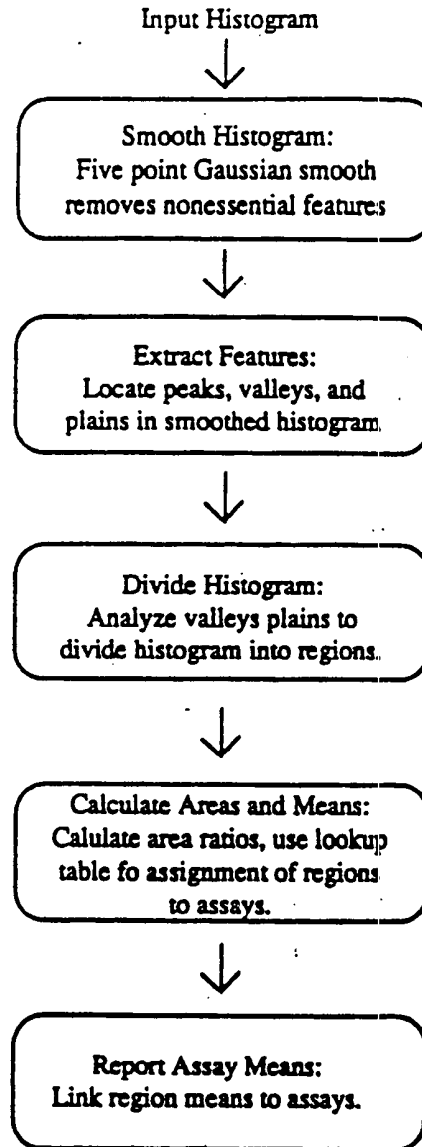 Input Histogram
Smooth Histogram:
Five point Gaussian smooth
removes nonessential features
Extract Features:
Locate peaks, valleys, and
plains in smoothed histogram
Divide Histogram:
Analyze valleys plains to
divide histogram into regions.
Calculate Areas and Means:
Calulate area ratios, use lookup
table fo assignment of regions
to assays.
Report Assay Means:
Link region means to assays.